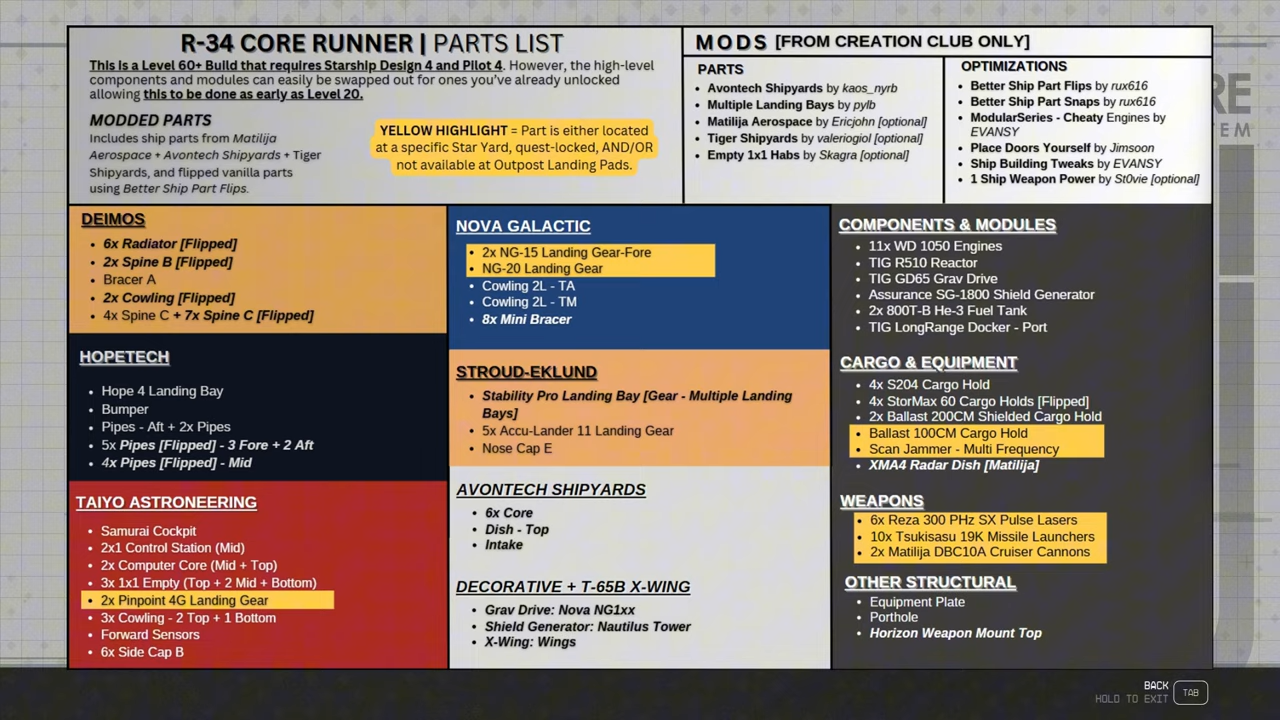 R-34 CORE RUNNER | PARTS LIST
This is a Level 60+ Build that requires Starship Design 4 and Pilot 4. However, the high-level
components and modules can easily be swapped out for ones you've already unlocked
allowing this to be done as early as Level 20.
MODDED PARTS
Includes ship parts from Matilija
Aerospace + Avontech Shipyards + Tiger
Shipyards, and flipped vanilla parts
using Better Ship Part Flips.
YELLOW HIGHLIGHT = Part is either located
at a specific Star Yard, quest-locked, AND/OR
not available at Outpost Landing Pads.
MODS [FROM CREATION CLUB ONLY]
PARTS
• Avontech Shipyards by kaos_nyrb
• Multiple Landing Bays by pylb
• Matilija Aerospace by Ericjohn [optional]
• Tiger Shipyards by valeriogiol [optional]
• Empty 1x1 Habs by Skagra [optional]
OPTIMIZATIONS
• Better Ship Part Flips by rux616
• Better Ship Part Snaps by rux616
• ModularSeries - Cheaty Engines by
EVANSY
• Place Doors Yourself by Jimsoon
• Ship Building Tweaks by EVANSY
• 1 Ship Weapon Power by St0vie [optional]
RE
TEM
DEIMOS
• 6x Radiator [Flipped]
• 2x Spine B [Flipped]
• Bracer A
• 2x Cowling [Flipped]
• 4x Spine C + 7x Spine C [Flipped]
HOPETECH
• Hope 4 Landing Bay
• Bumper
• Pipes - Aft + 2x Pipes
• 5x Pipes [Flipped] - 3 Fore + 2 Aft
• 4x Pipes [Flipped] - Mid
TAIYO ASTRONEERING
• Samurai Cockpit
• 2x1 Control Station (Mid)
• 2x Computer Core (Mid + Top)
• 3x 1x1 Empty (Top + 2 Mid + Bottom)
• 2x Pinpoint 4G Landing Gear
• 3x Cowling - 2 Top + 1 Bottom
• Forward Sensors
• 6x Side Cap B
NOVA GALACTIC
• 2x NG-15 Landing Gear-Fore
• NG-20 Landing Gear
• Cowling 2L - TA
• Cowling 2L - TM
• 8x Mini Bracer
STROUD-EKLUND
• Stability Pro Landing Bay [Gear - Multiple Landing
Bays]
• 5x Accu-Lander 11 Landing Gear
• Nose Cap E
AVONTECH SHIPYARDS
• 6x Core
• Dish - Top
• Intake
DECORATIVE + T-65B X-WING
• Grav Drive: Nova NG1xx
• Shield Generator: Nautilus Tower
• X-Wing: Wings
COMPONENTS & MODULES
• 11x WD 1050 Engines
• TIG R510 Reactor
• TIG GD65 Grav Drive
• Assurance SG-1800 Shield Generator
• 2x 800T-B He-3 Fuel Tank
• TIG LongRange Docker - Port
CARGO & EQUIPMENT
• 4x S204 Cargo Hold
• 4x StorMax 60 Cargo Holds [Flipped]
• 2x Ballast 200CM Shielded Cargo Hold
• Ballast 100CM Cargo Hold
• Scan Jammer - Multi Frequency
• XMA4 Radar Dish [Matilija]
WEAPONS
• 6x Reza 300 PHz SX Pulse Lasers
• 10x Tsukisasu 19K Missile Launchers
• 2x Matilija DBC10A Cruiser Cannons
OTHER STRUCTURAL
• Equipment Plate
• Porthole
• Horizon Weapon Mount Top
BACK
HOLD TO EXIT
TAB